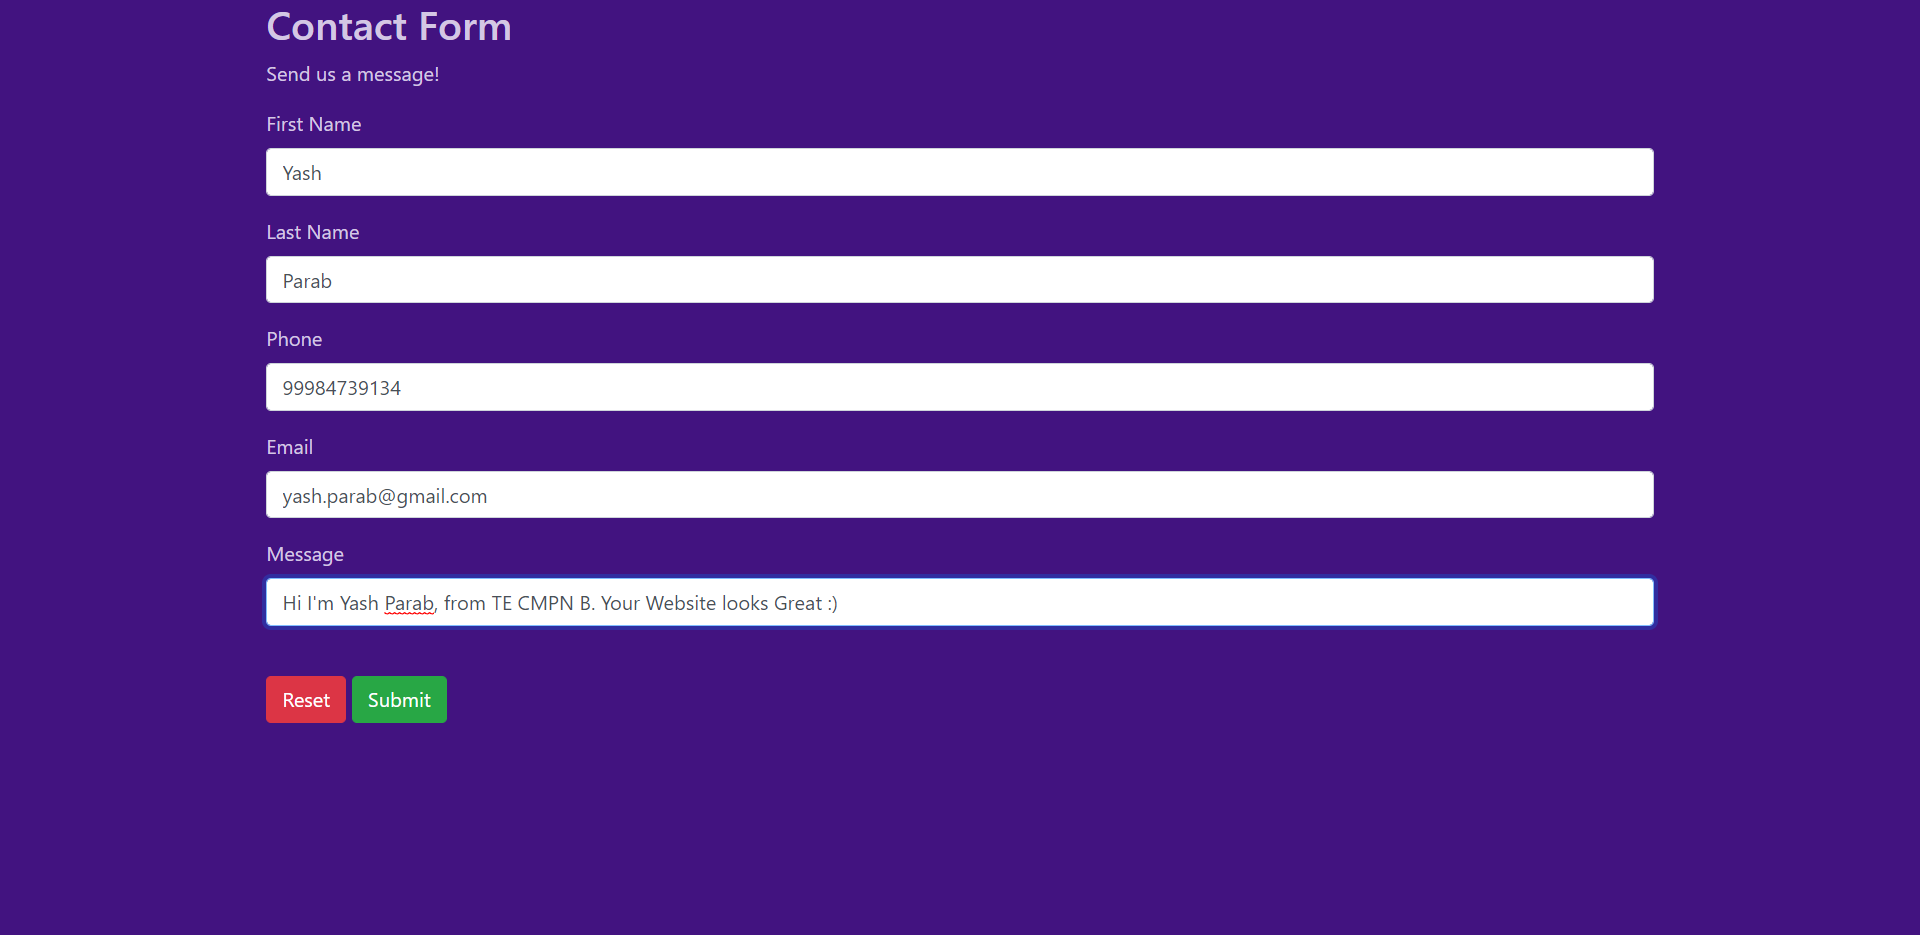 Contact Form
Send us a message!
First Name
Yash
Last Name
Parab
Phone
99984739134
Email
yash.parab@gmail.com
Message
Hi I'm Yash Parab, from TE CMPN B. Your Website looks Great :)
Reset Submit